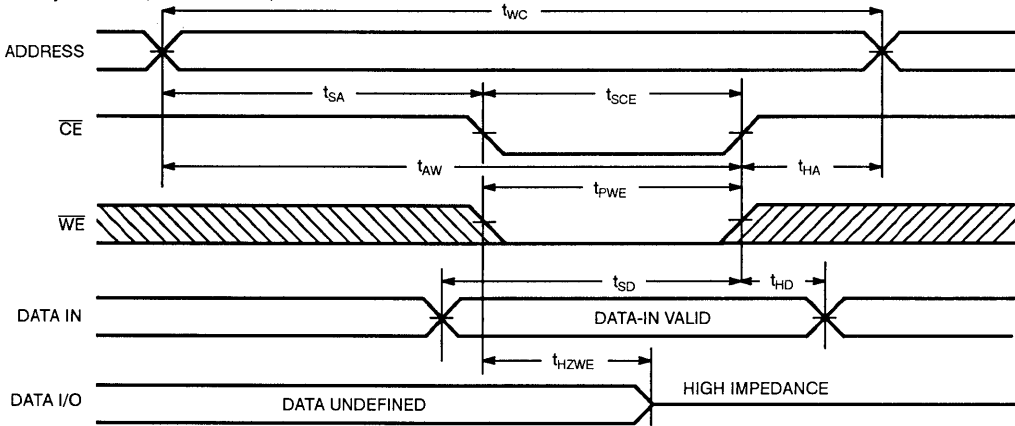 tWC
ADDRESS
tSA
tSCE
CE
tAW
tHA
tPWE
WE
tSD
tHD
DATA IN
DATA-IN VALID
tHZWE
DATA I/O
DATA UNDEFINED
HIGH IMPEDANCE